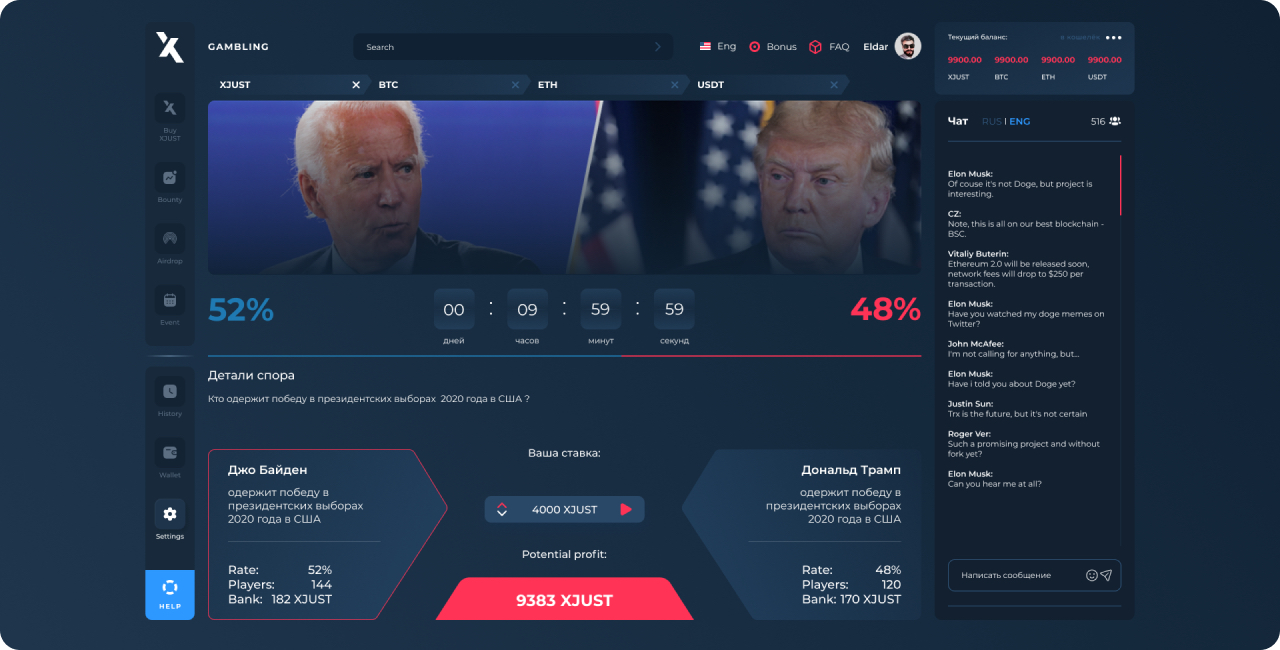 GAMBLING
Search
Eng
Bonus
FAQ
Eldar
XJUST
BTC
ETH
USDT
Buy
XJUST
Bounty
Airdrop
Event
History
Wallet
Settings
HELP
52%
00 : 09 : 59 : 59
дней
часов
минут
секунд
48%
Детали спора
Кто одержит победу в президентских выборах 2020 года в США ?
Джо Байден
одержит победу в
президентских выборах
2020 года в США
Rate: 52%
Players: 144
Bank: 182 XJUST
Ваша ставка:
4000 XJUST
Potential profit:
9383 XJUST
Дональд Трамп
одержит победу в
президентских выборах
2020 года в США
Rate: 48%
Players: 120
Bank: 170 XJUST
Текущий баланс:
в кошелёк
9900.00 9900.00 9900.00 9900.00
XJUST BTC ETH USDT
Чат
RUS | ENG
516
Elon Musk:
Of couse it's not Doge, but project is
interesting.
CZ:
Note, this is all on our best blockchain -
BSC.
Vitaliy Buterin:
Ethereum 2.0 will be released soon,
network fees will drop to $250 per
transaction.
Elon Musk:
Have you watched my doge memes on
Twitter?
John McAfee:
I'm not calling for anything, but...
Elon Musk:
Have i told you about Doge yet?
Justin Sun:
Trx is the future, but it's not certain
Roger Ver:
Such a promising project and without
fork yet?
Elon Musk:
Can you hear me at all?
Написать сообщение